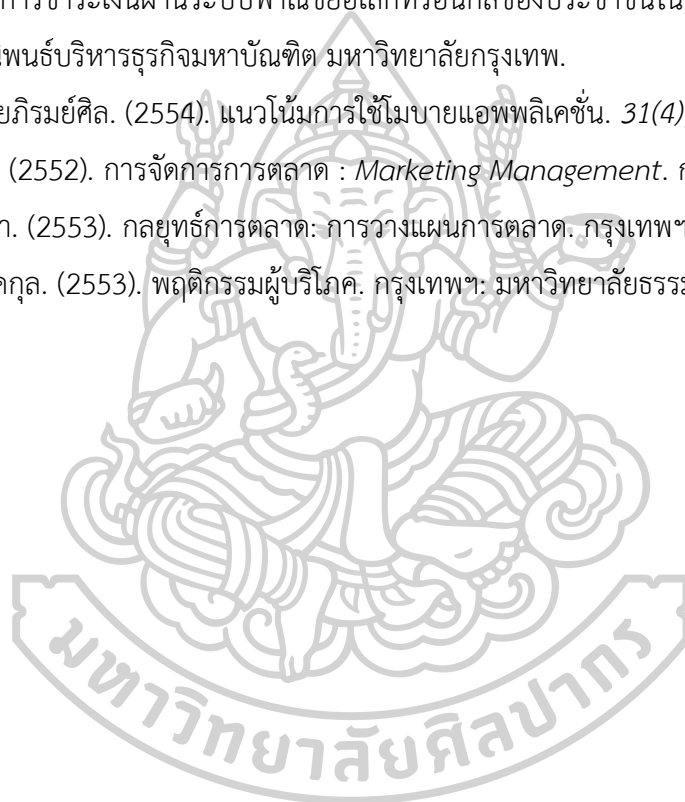 การชำระเงินผ่านระบบพาณิชย์อิเล็กทรอนิกส์ของประชาชนใน
นิพนธ์บริหารธุรกิจมหาบัณฑิต มหาวิทยาลัยกรุงเทพ.
ยภิรมย์ศิล. (2554). แนวโน้มการใช้โมบายแอพพลิเคชั่น. 31(4)
(2552). การจัดการการตลาด : Marketing Management. ก
า. (2553). กลยุทธ์การตลาด: การวางแผนการตลาด. กรุงเทพฯ
กุล. (2553). พฤติกรรมผู้บริโภค. กรุงเทพฯ: มหาวิทยาลัยธรรม
มหาวิทยาลัยศิลปากร